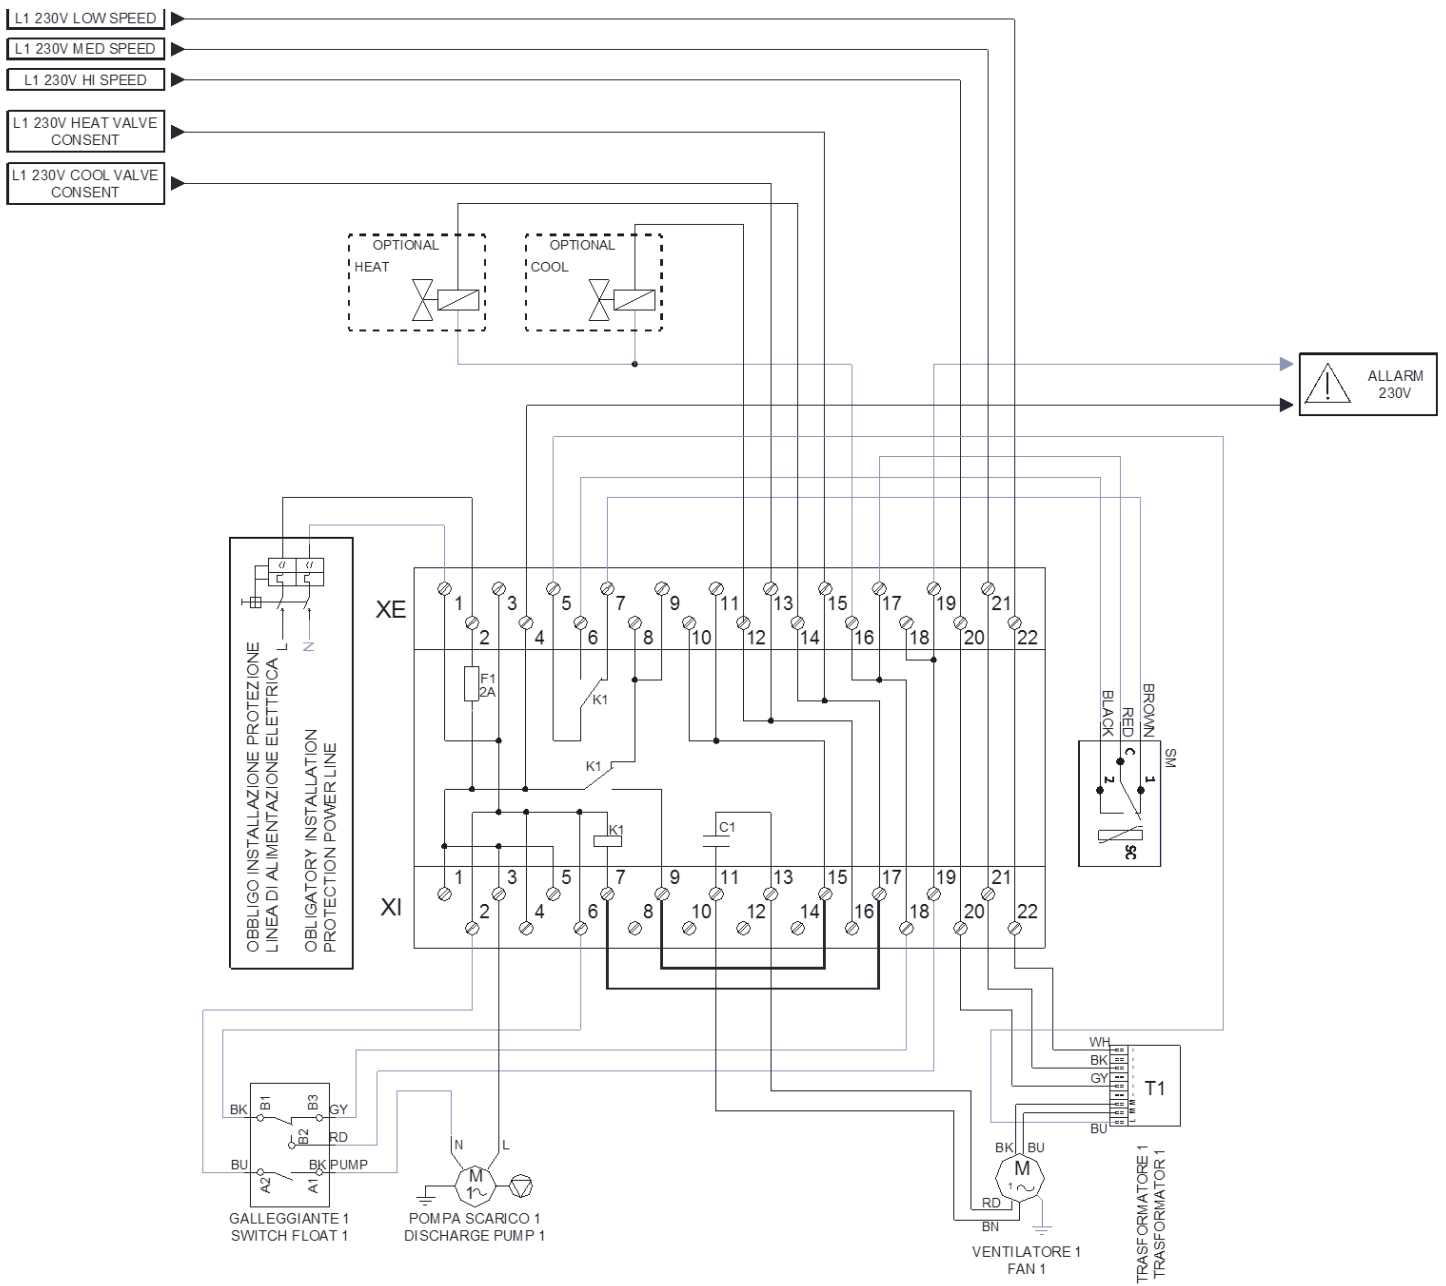 L1 230V LOW SPEED
L1 230V MED SPEED
L1 230V HI SPEED
L1 230V HEAT VALVE
CONSENT
L1 230V COOL VALVE
CONSENT
OPTIONAL
HEAT
OPTIONAL
COOL
ALLARM
230V
XE
1 3 5 7 9 11 13 15 17 19 21
2 4 6 8 10 12 14 16 18 20 22
F1
2A
K1
K1
K1
C1
XI
1 3 5 7 9 11 13 15 17 19 21
2 4 6 8 10 12 14 16 18 20 22
L
N
OBBLIGO INSTALLAZIONE PROTEZIONE
LINEA DI ALIMENTAZIONE ELETTRICA
OBLIGATORY INSTALLATION
PROTECTION POWER LINE
BLACK
RED
BROWN
SM
C
2
1
SC
BK
B1
B3
GY
B2
RD
BU
A2
A1
BK PUMP
GALLEGGIANTE 1
SWITCH FLOAT 1
N
L
M
1~
POMPA SCARICO 1
DISCHARGE PUMP 1
WH
BK
GY
BU
T1
TRASFORMATORE 1
TRASFORMATOR 1
BK
BU
M
1~
RD
BN
VENTILATORE 1
FAN 1